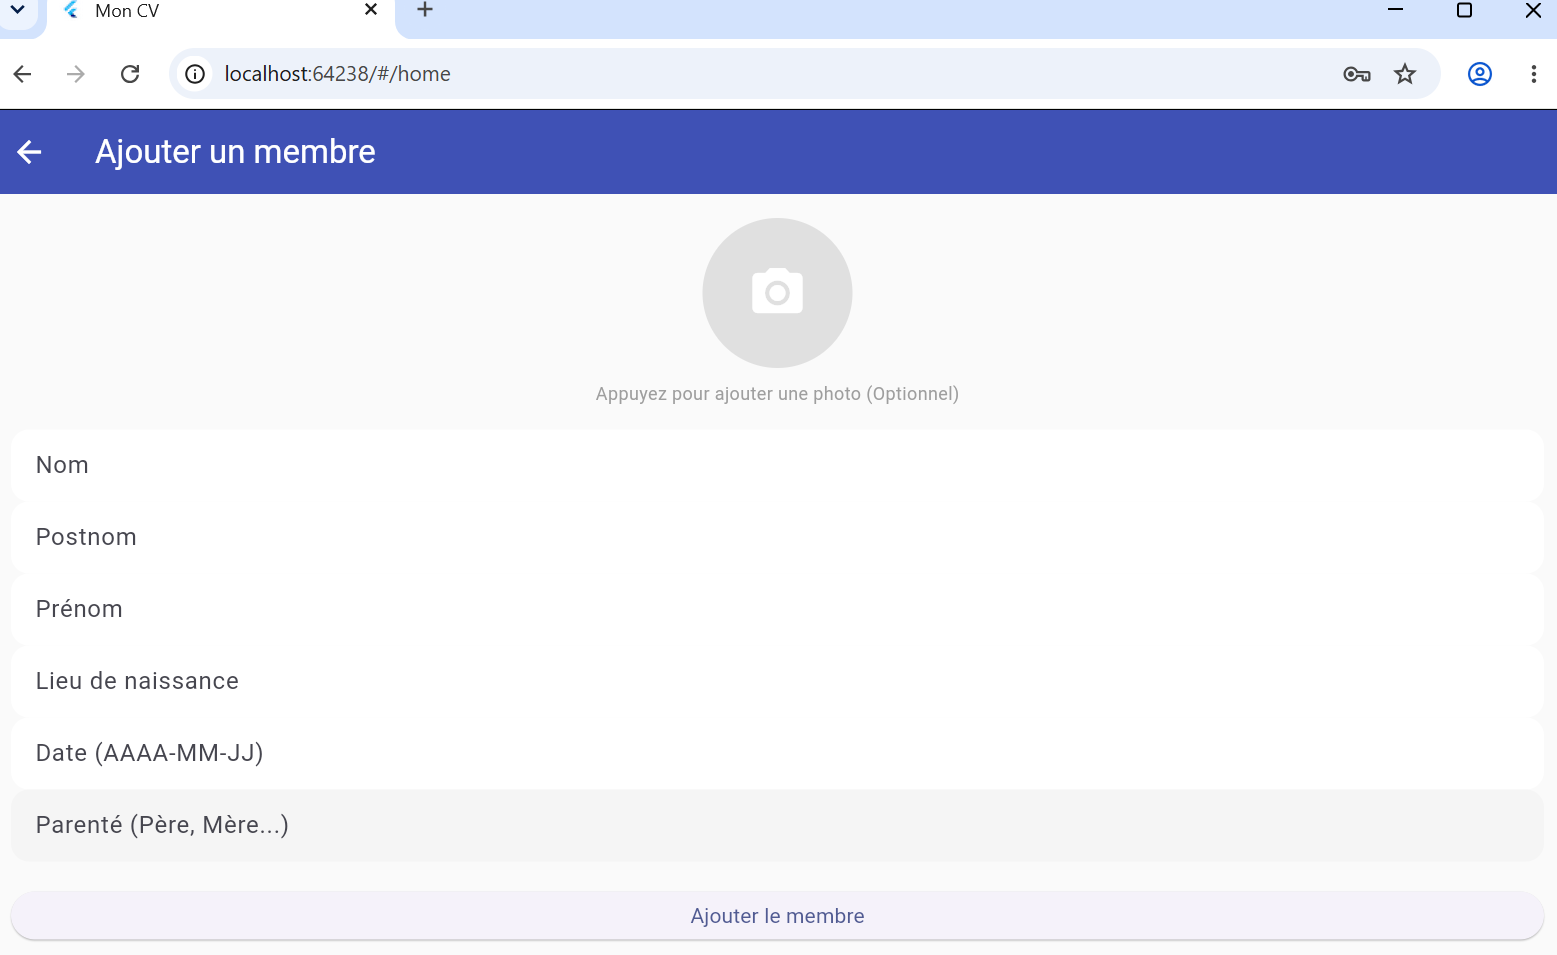 Mon CV
localhost:64238/#/home
Ajouter un membre
Appuyez pour ajouter une photo (Optionnel)
Nom
Postnom
Prénom
Lieu de naissance
Date (AAAA-MM-JJ)
Parenté (Père, Mère...)
Ajouter le membre